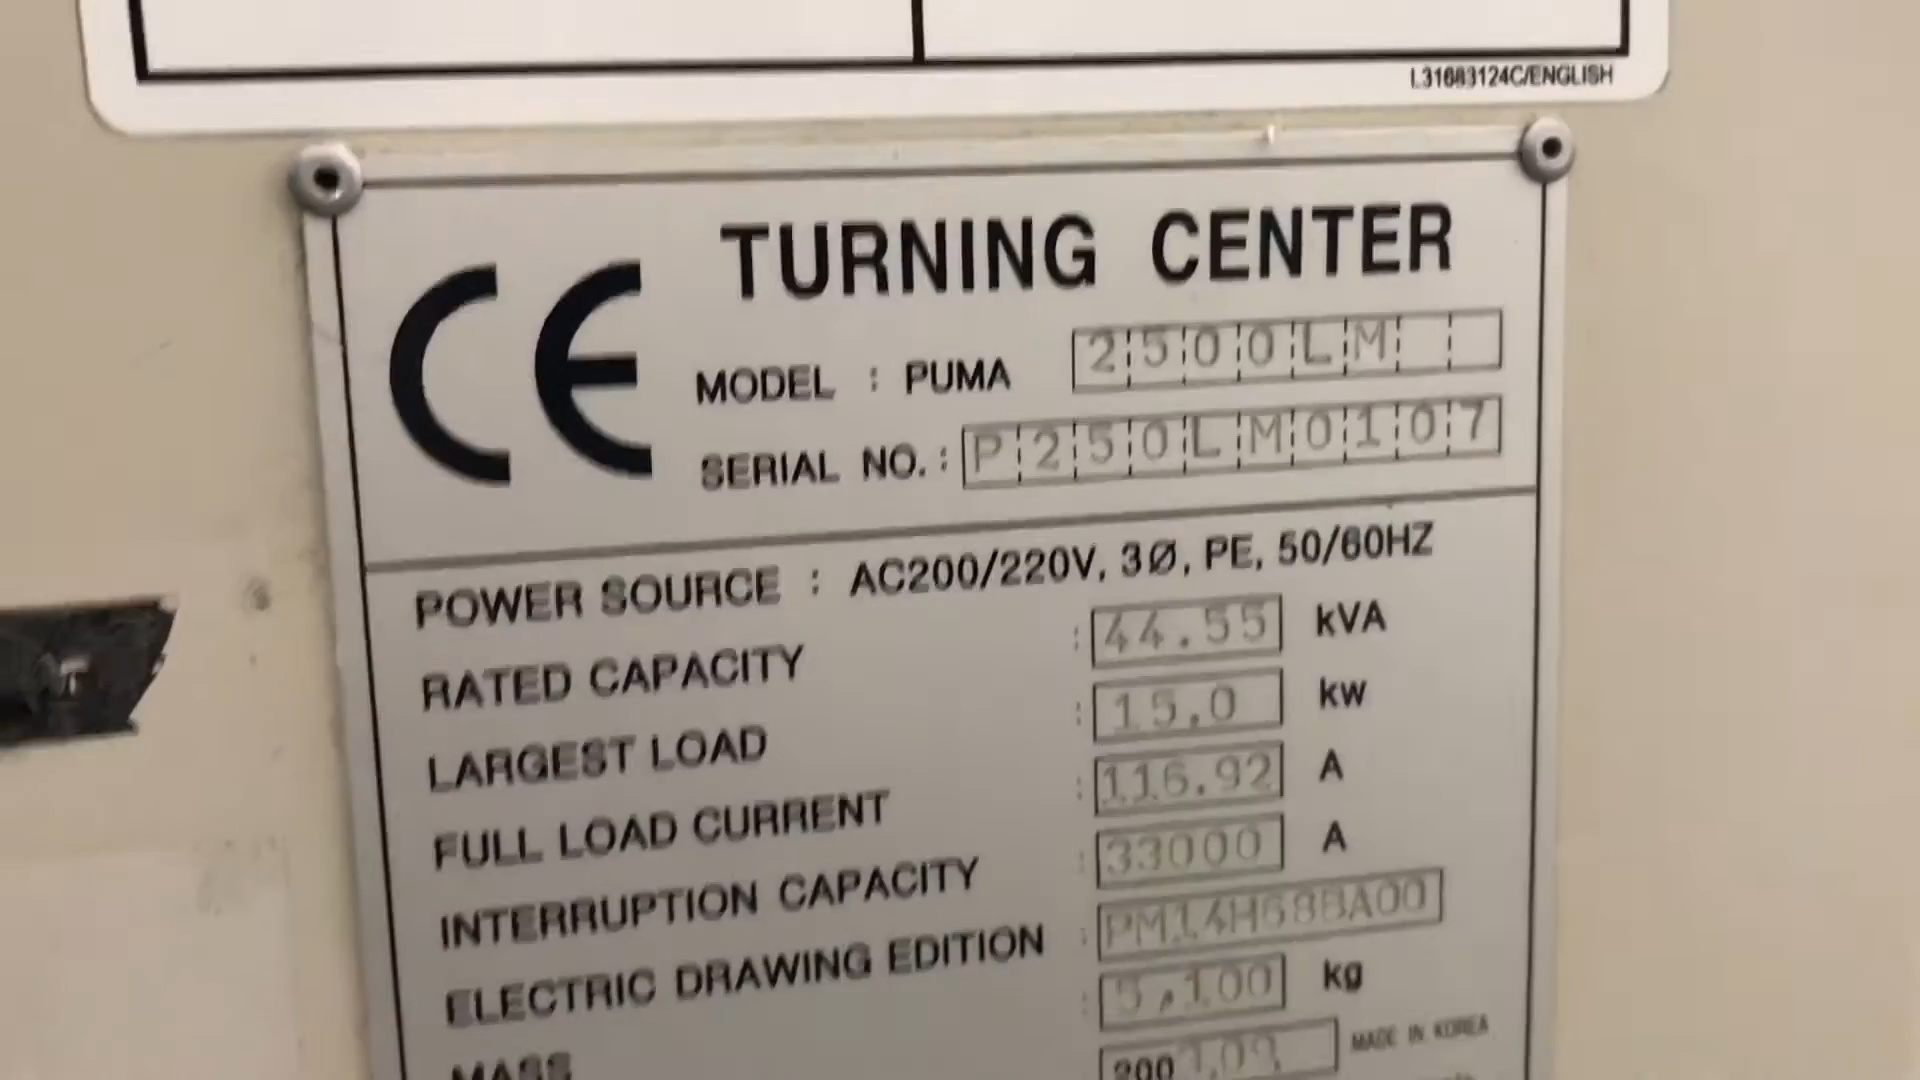 L31683124C/ENGLISH
CE TURNING CENTER
MODEL : PUMA 2500LM
SERIAL NO.: P250LM0107
POWER SOURCE : AC200/220V, 3Ø, PE, 50/60HZ
RATED CAPACITY : 44.55 kVA
LARGEST LOAD : 15.0 kw
FULL LOAD CURRENT : 116.92 A
INTERRUPTION CAPACITY : 33000 A
ELECTRIC DRAWING EDITION : PM14H68BA00
MASS : 5,100 kg
MADE IN KOREA